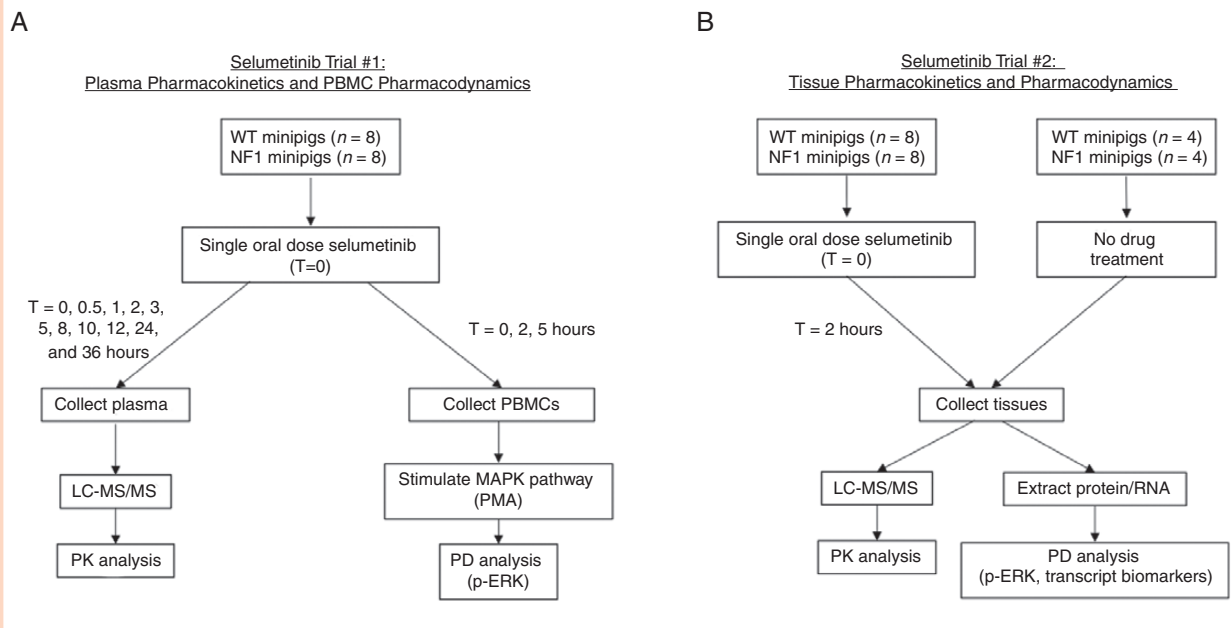 A
Selumetinib Trial #1:
Plasma Pharmacokinetics and PBMC Pharmacodynamics
WT minipigs (n = 8)
NF1 minipigs (n = 8)
Single oral dose selumetinib
(T=0)
T = 0, 0.5, 1, 2, 3,
5, 8, 10, 12, 24,
and 36 hours
T = 0, 2, 5 hours
Collect plasma
Collect PBMCs
LC-MS/MS
Stimulate MAPK pathway
(PMA)
PK analysis
PD analysis
(p-ERK)
B
Selumetinib Trial #2:
Tissue Pharmacokinetics and Pharmacodynamics
WT minipigs (n = 8)
NF1 minipigs (n = 8)
WT minipigs (n = 4)
NF1 minipigs (n = 4)
Single oral dose selumetinib
(T = 0)
No drug
treatment
T = 2 hours
Collect tissues
LC-MS/MS
Extract protein/RNA
PK analysis
PD analysis
(p-ERK, transcript biomarkers)